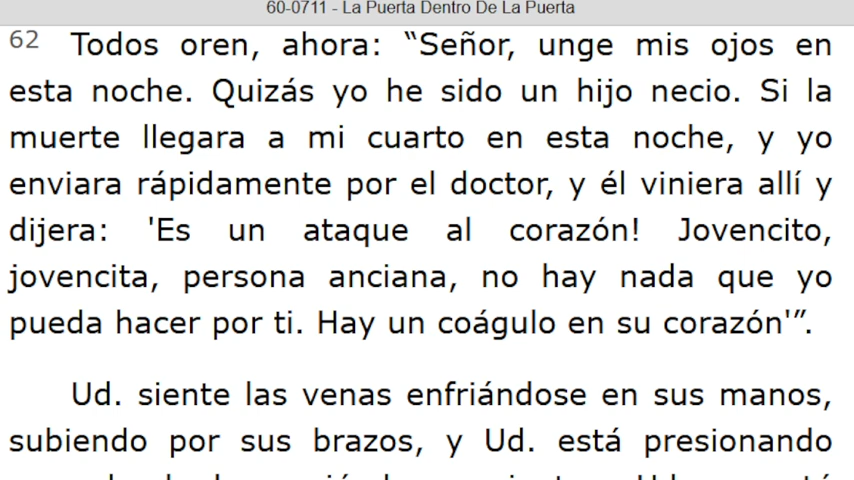 60-0711 - La Puerta Dentro De La Puerta
62 Todos oren, ahora: “Señor, unge mis ojos en
esta noche. Quizás yo he sido un hijo necio. Si la
muerte llegara a mi cuarto en esta noche, y yo
enviara rápidamente por el doctor, y él viniera allí y
dijera: 'Es un ataque al corazón! Jovencito,
jovencita, persona anciana, no hay nada que yo
pueda hacer por ti. Hay un coágulo en su corazón'”.
Ud. siente las venas enfriándose en sus manos,
subiendo por sus brazos, y Ud. está presionando